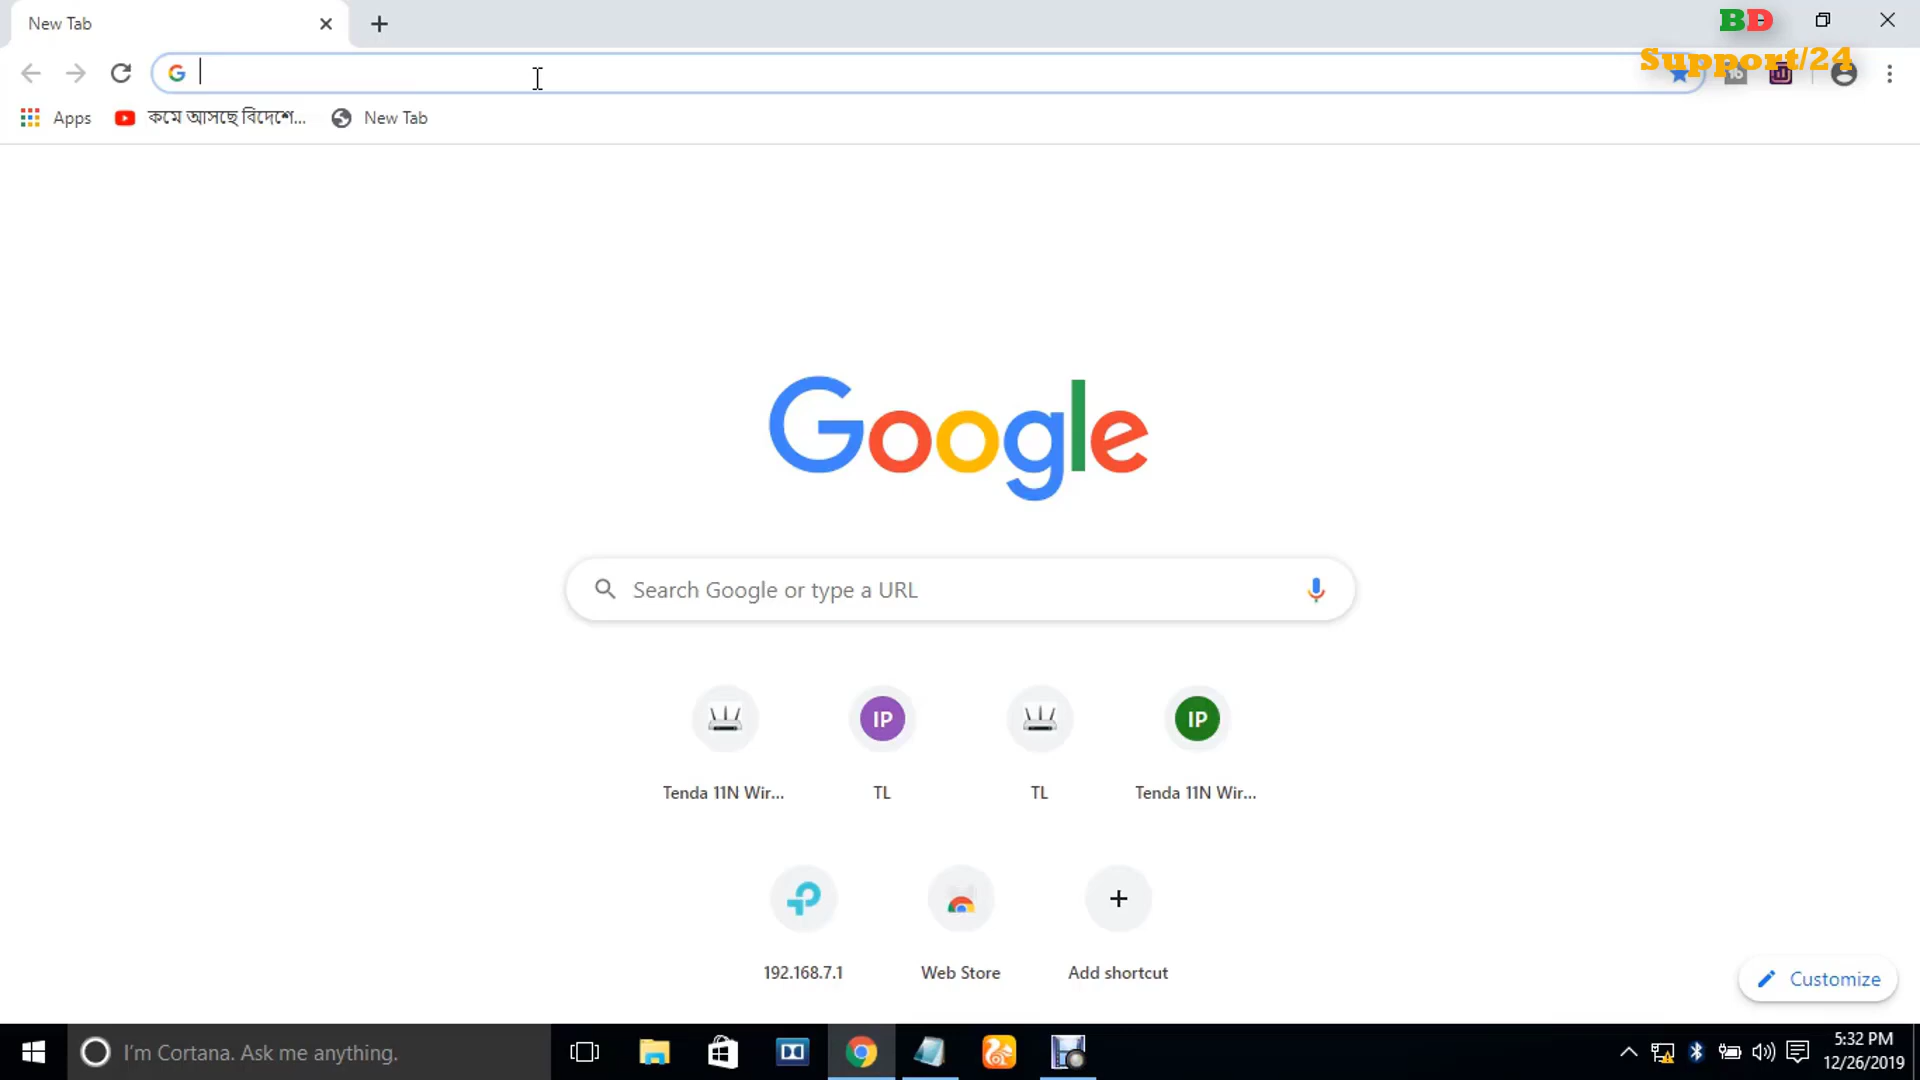 New Tab
BD
Support/24
Apps
কমে আসছে বিদেশে...
New Tab
Google
Search Google or type a URL
IP
IP
Tenda 11N Wir...
TL
TL
Tenda 11N Wir...
192.168.7.1
Web Store
Add shortcut
Customize
I'm Cortana. Ask me anything.
5:32 PM
12/26/2019